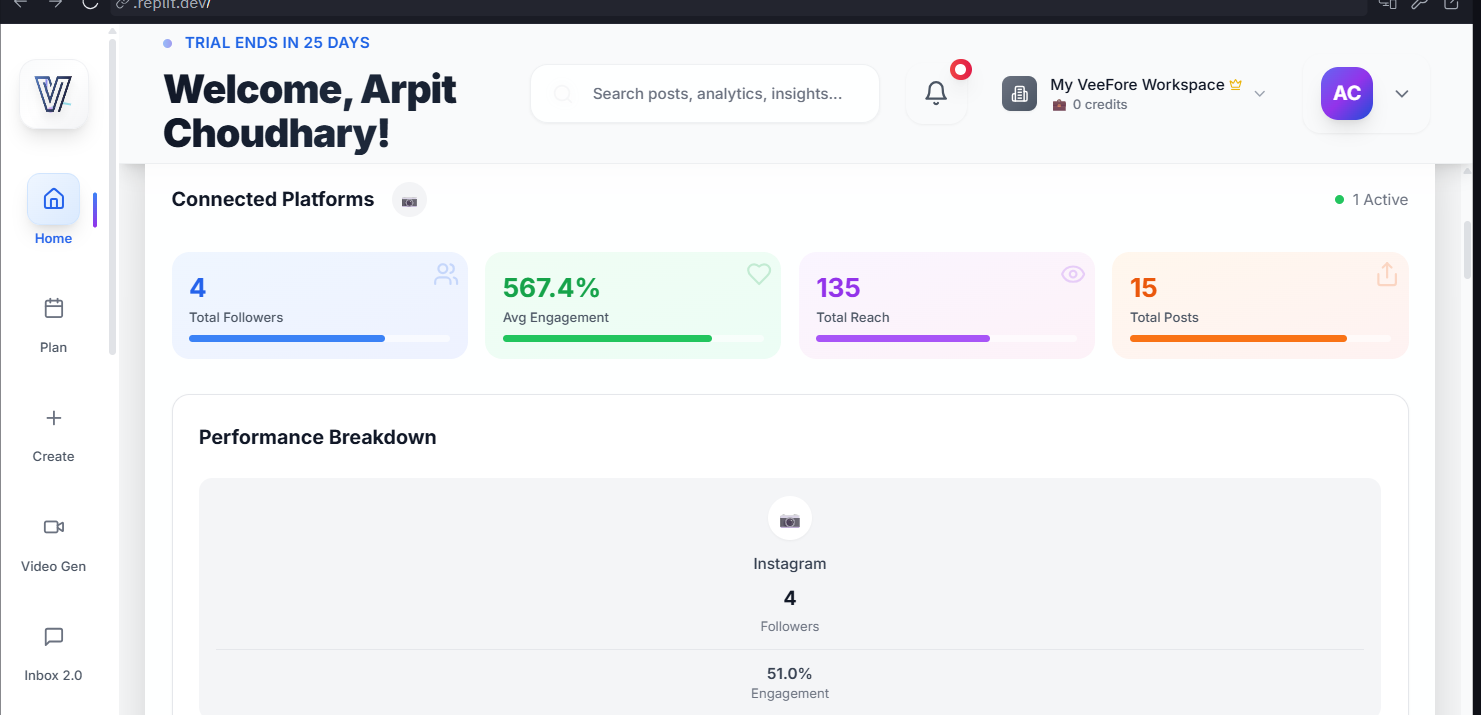 .replit.dev/
TRIAL ENDS IN 25 DAYS
Welcome, Arpit
Choudhary!
Search posts, analytics, insights...
My VeeFore Workspace
0 credits
AC
Home
Plan
Create
Video Gen
Inbox 2.0
Connected Platforms
1 Active
4
Total Followers
567.4%
Avg Engagement
135
Total Reach
15
Total Posts
Performance Breakdown
Instagram
4
Followers
51.0%
Engagement